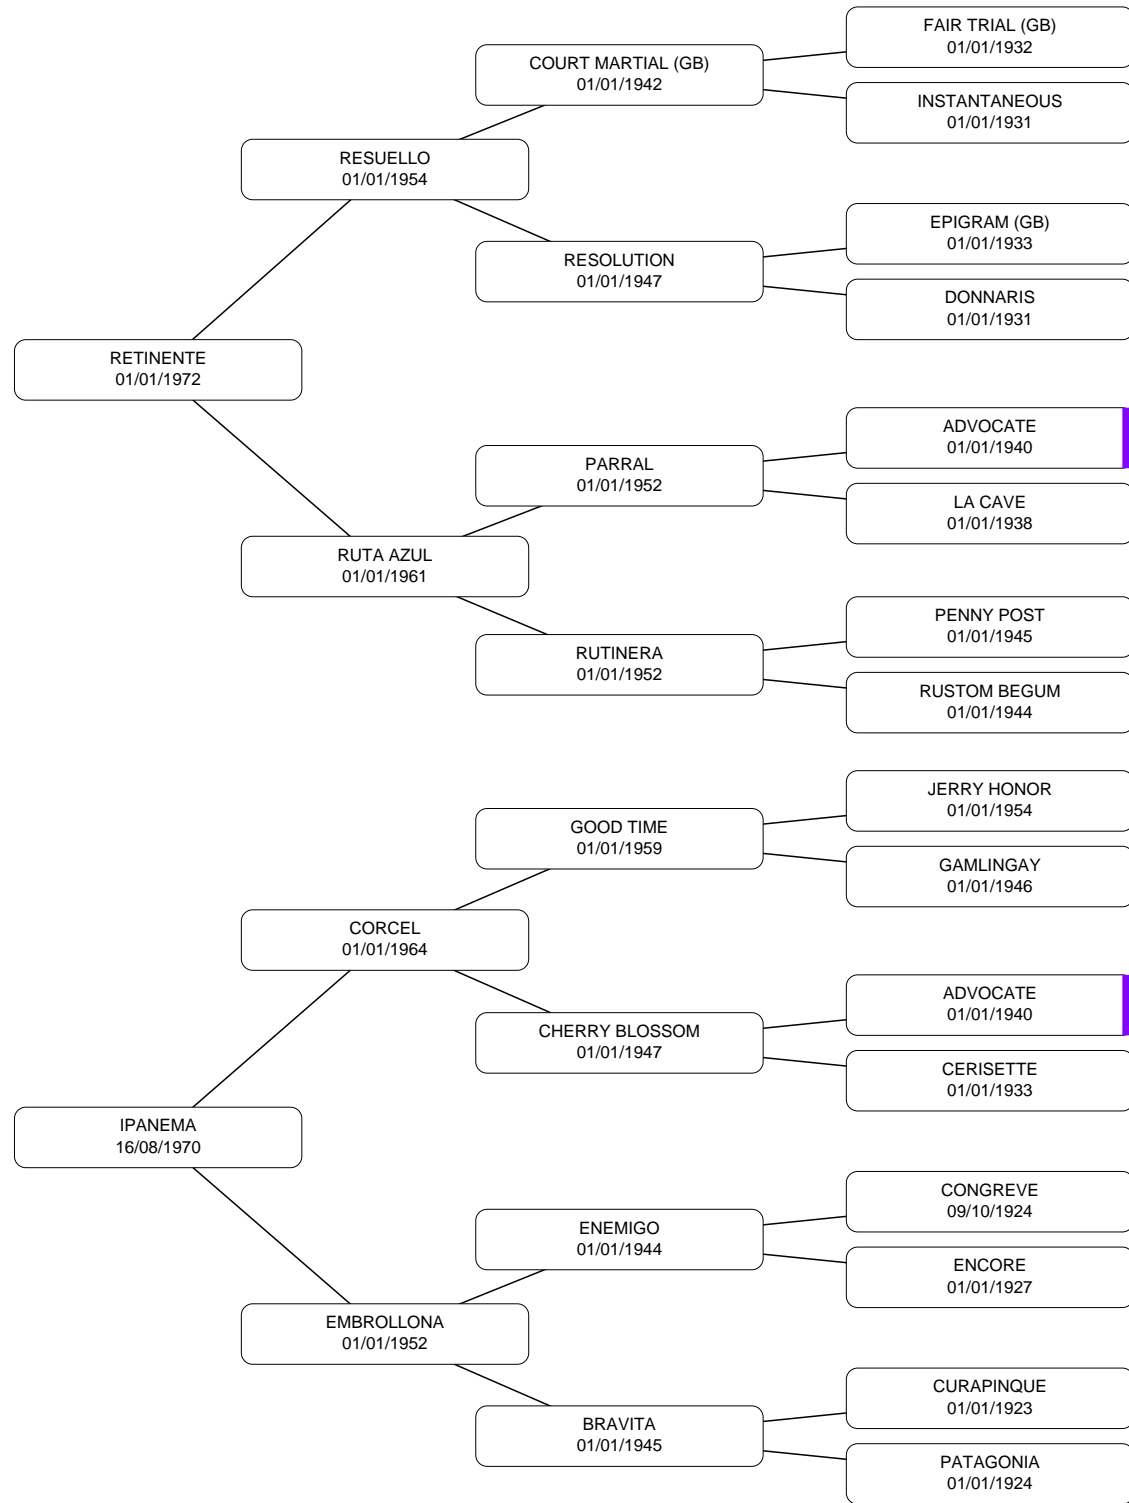 FAIR TRIAL (GB)
01/01/1932
COURT MARTIAL (GB)
01/01/1942
INSTANTANEOUS
01/01/1931
RESUELLO
01/01/1954
EPIGRAM (GB)
01/01/1933
RESOLUTION
01/01/1947
DONNARIS
01/01/1931
RETINENTE
01/01/1972
ADVOCATE
01/01/1940
PARRAL
01/01/1952
LA CAVE
01/01/1938
RUTA AZUL
01/01/1961
PENNY POST
01/01/1945
RUTINERA
01/01/1952
RUSTOM BEGUM
01/01/1944
JERRY HONOR
01/01/1954
GOOD TIME
01/01/1959
GAMLINGAY
01/01/1946
CORCEL
01/01/1964
ADVOCATE
01/01/1940
CHERRY BLOSSOM
01/01/1947
CERISETTE
01/01/1933
IPANEMA
16/08/1970
CONGREVE
09/10/1924
ENEMIGO
01/01/1944
ENCORE
01/01/1927
EMBROLLONA
01/01/1952
CURAPINQUE
01/01/1923
BRAVITA
01/01/1945
PATAGONIA
01/01/1924